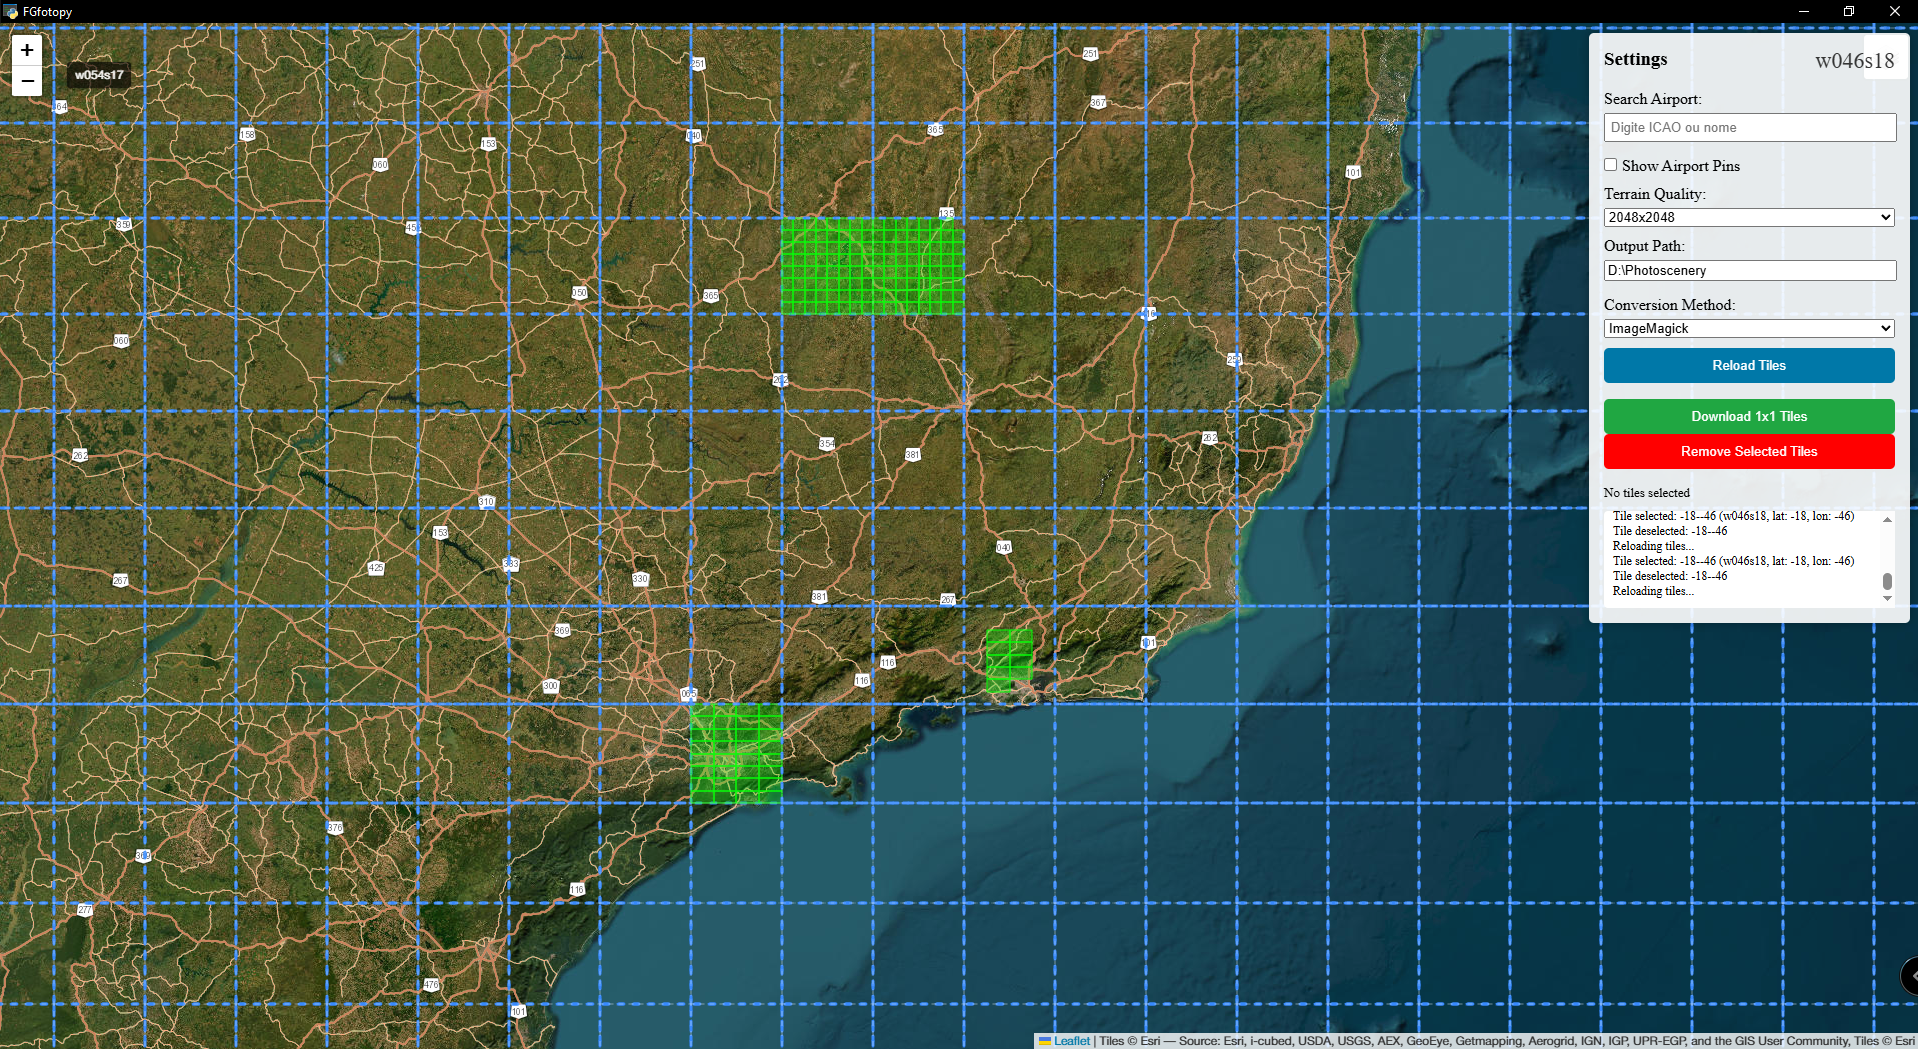 FGfotopy
+
−
w054s17
Settings
w046s18
Search Airport:
Digite ICAO ou nome
Show Airport Pins
Terrain Quality:
2048x2048
Output Path:
D:\Photoscenery
Conversion Method:
ImageMagick
Reload Tiles
Download 1x1 Tiles
Remove Selected Tiles
No tiles selected
Tile selected: -18--46 (w046s18, lat: -18, lon: -46)
Tile deselected: -18--46
Reloading tiles...
Tile selected: -18--46 (w046s18, lat: -18, lon: -46)
Tile deselected: -18--46
Reloading tiles...
251
251
367
64
158
153
040
365
060
101
359
135
050
365
060
262
354
381
262
262
310
153
040
425
383
267
330
381
267
369
101
116
116
300
065
376
369
116
277
476
101
Leaflet | Tiles © Esri — Source: Esri, i-cubed, USDA, USGS, AEX, GeoEye, Getmapping, Aerogrid, IGN, IGP, UPR-EGP, and the GIS User Community, Tiles © Esri